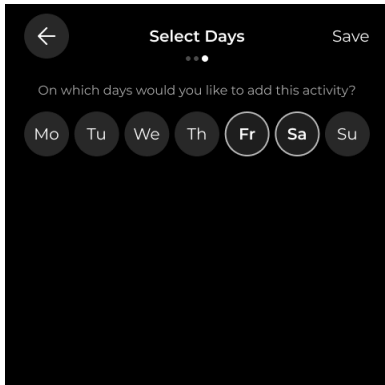 Select Days Save
On which days would you like to add this activity?
Mo Tu We Th Fr Sa Su